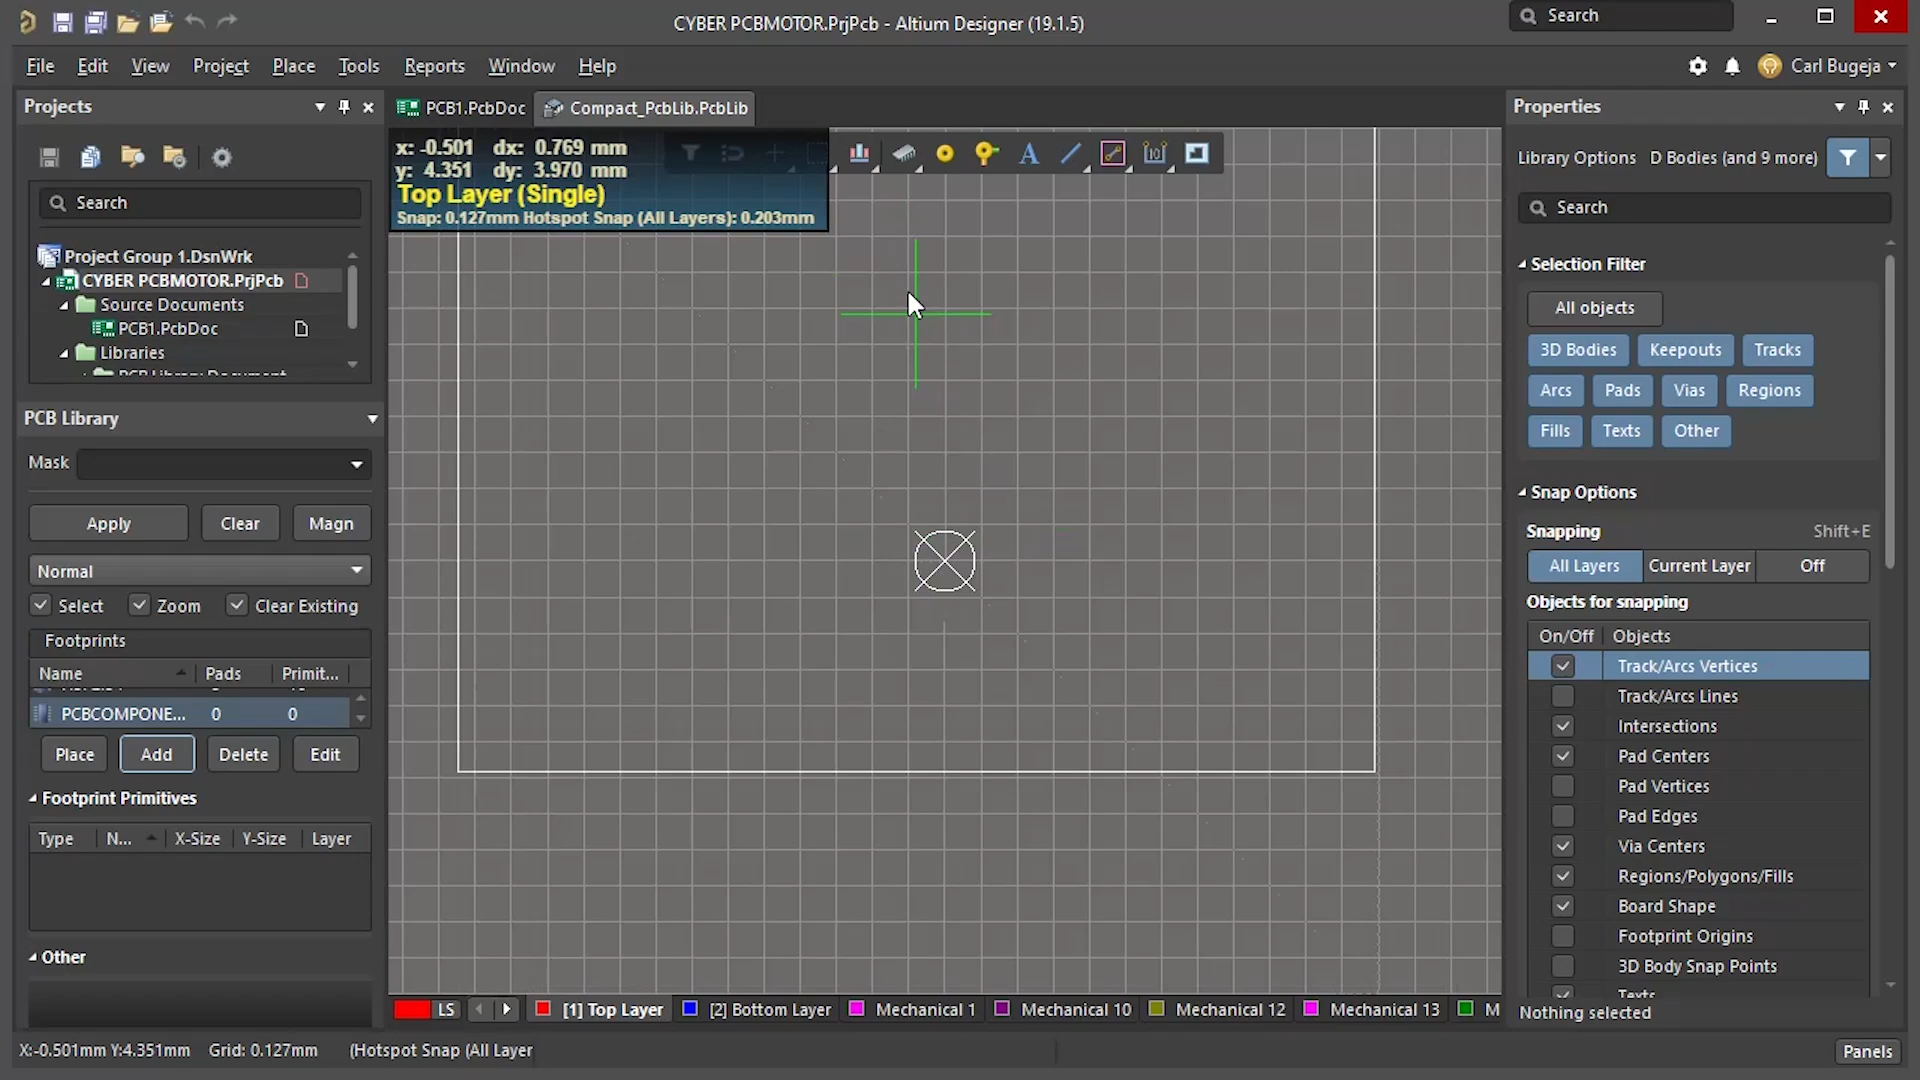 CYBER PCBMOTOR.PrjPcb - Altium Designer (19.1.5)
Search
File Edit View Project Place Tools Reports Window Help
Carl Bugeja
Projects
PCB1.PcbDoc
Compact_PcbLib.PcbLib
Properties
x: -0.501 dx: 0.769 mm
y: 4.351 dy: 3.970 mm
Top Layer (Single)
Snap: 0.127mm Hotspot Snap (All Layers): 0.203mm
Library Options D Bodies (and 9 more)
Search
Search
Project Group 1.DsnWrk
CYBER PCBMOTOR.PrjPcb
Source Documents
PCB1.PcbDoc
Libraries
PCB Library
Mask
Apply Clear Magn
Normal
Select Zoom Clear Existing
Footprints
Name Pads Primit...
PCBCOMPONE... 0 0
Place Add Delete Edit
Footprint Primitives
Type N... X-Size Y-Size Layer
Other
Selection Filter
All objects
3D Bodies Keepouts Tracks
Arcs Pads Vias Regions
Fills Texts Other
Snap Options
Snapping Shift+E
All Layers Current Layer Off
Objects for snapping
On/Off Objects
Track/Arcs Vertices
Track/Arcs Lines
Intersections
Pad Centers
Pad Vertices
Pad Edges
Via Centers
Regions/Polygons/Fills
Board Shape
Footprint Origins
3D Body Snap Points
Texts
Nothing selected
LS [1] Top Layer [2] Bottom Layer Mechanical 1 Mechanical 10 Mechanical 12 Mechanical 13 M
X:-0.501mm Y:4.351mm Grid: 0.127mm (Hotspot Snap (All Layer
Panels